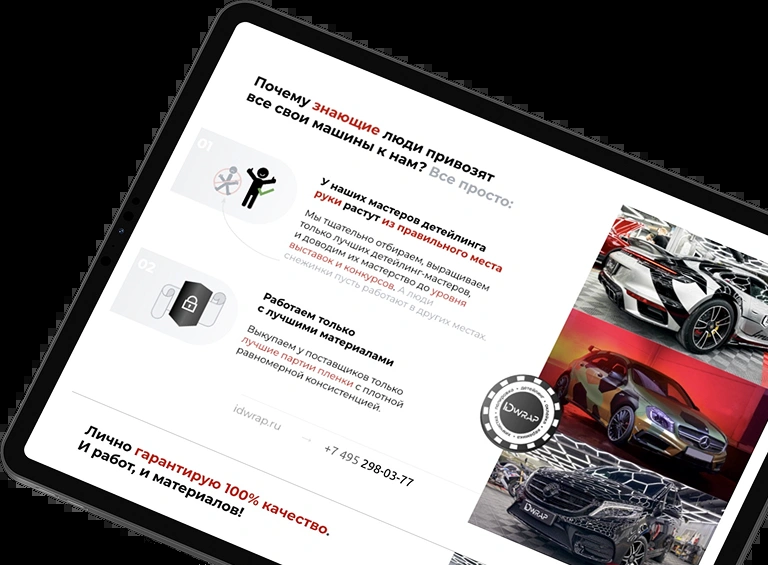 Почему знающие люди привозят
все свои машины к нам? Все просто:
01
У наших мастеров детейлинга
руки растут из правильного места
Мы тщательно отбираем, выращиваем
только лучших детейлинг-мастеров,
и доводим их мастерство до уровня
выставок и конкурсов. А люди
снежинки пусть работают в других местах.
02
Работаем только
с лучшими материалами
Выкупаем у поставщиков только
лучшие партии пленки с плотной
равномерной консистенцией.
idwrap.ru → +7 495 298-03-77
IDWRAP
IDWRAP
Лично гарантирую 100% качество.
И работ, и материалов!